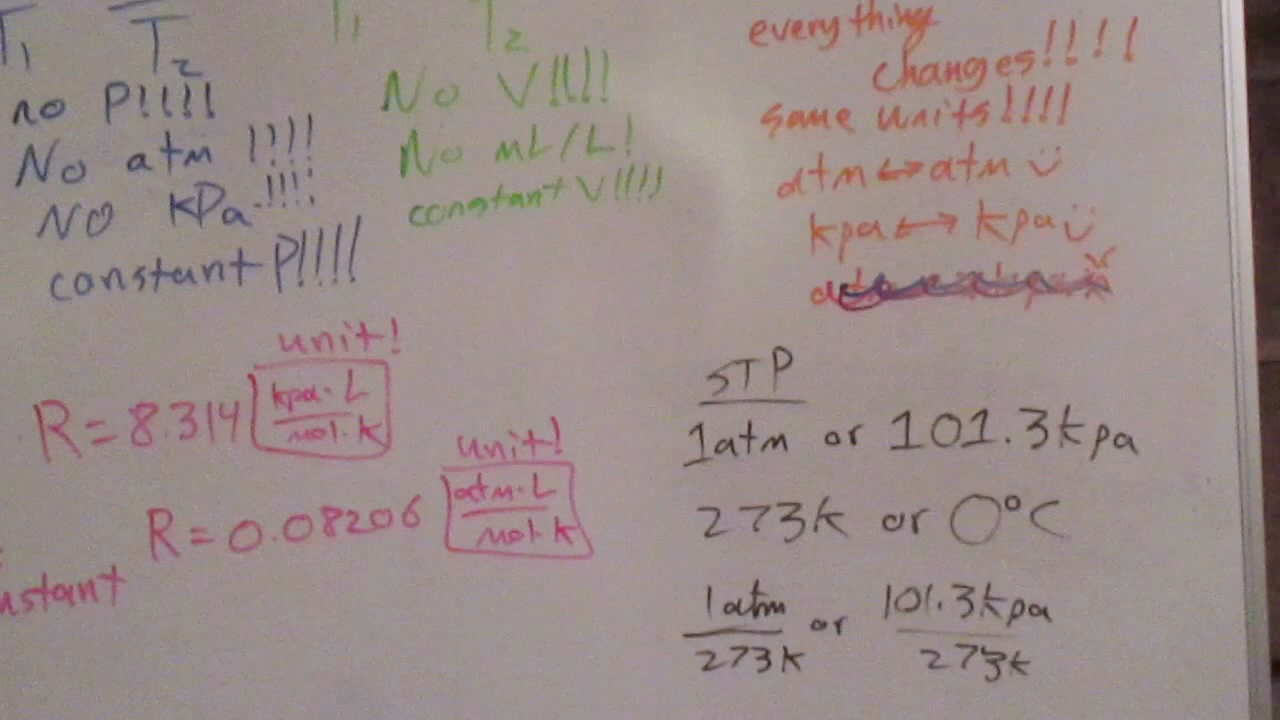 T₁ T₂
no P!!!!
No atm !!!!
NO KPa !!!!
constant P!!!!
T₁ T₂
No V!!!!
No mL/L!
constant V!!!!
everything
changes!!!!
same units!!!!
atm ↔ atm
kpa ↔ kpa
unit!
R = 8.314 kpa·L / mol·K
unit!
R = 0.08206 atm·L / mol·K
nstant
STP
1atm or 101.3kpa
273k or 0°C
1atm / 273k or 101.3kpa / 273k